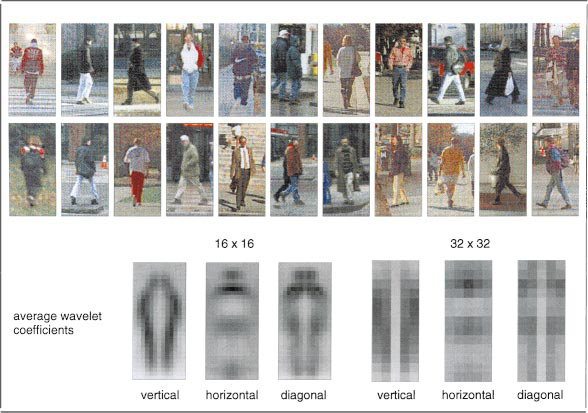 16 x 16
32 x 32
average wavelet
coefficients
vertical
horizontal
diagonal
vertical
horizontal
diagonal